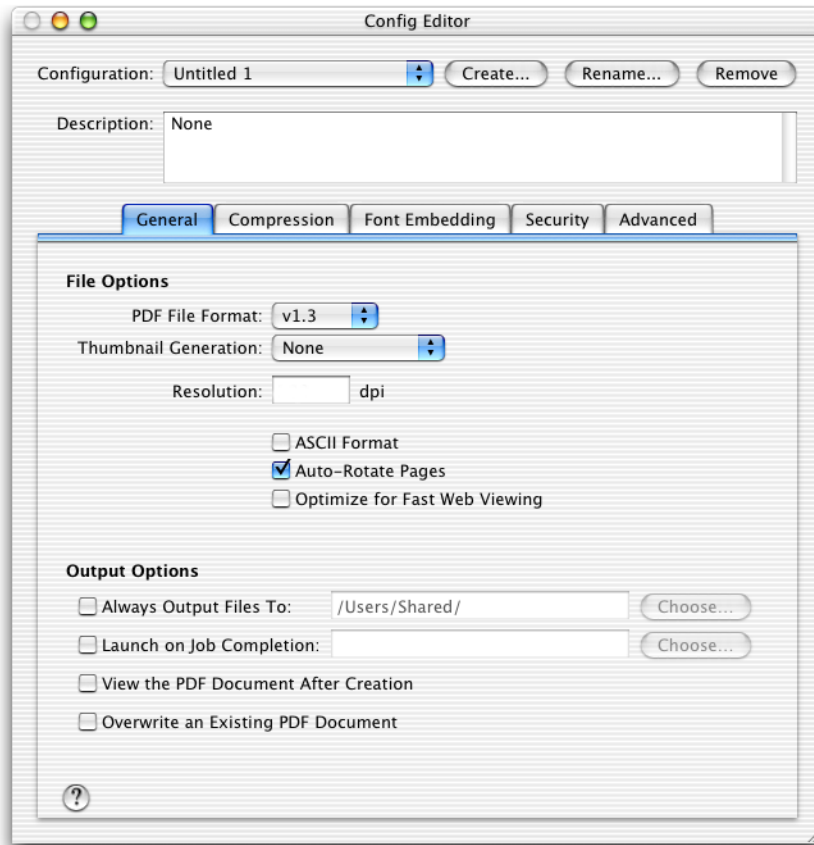 Config Editor
Configuration: Untitled 1 Create... Rename... Remove
Description: None
General Compression Font Embedding Security Advanced
File Options
PDF File Format: v1.3
Thumbnail Generation: None
Resolution: dpi
ASCII Format
Auto-Rotate Pages
Optimize for Fast Web Viewing
Output Options
Always Output Files To: /Users/Shared/ Choose...
Launch on Job Completion: Choose...
View the PDF Document After Creation
Overwrite an Existing PDF Document
?